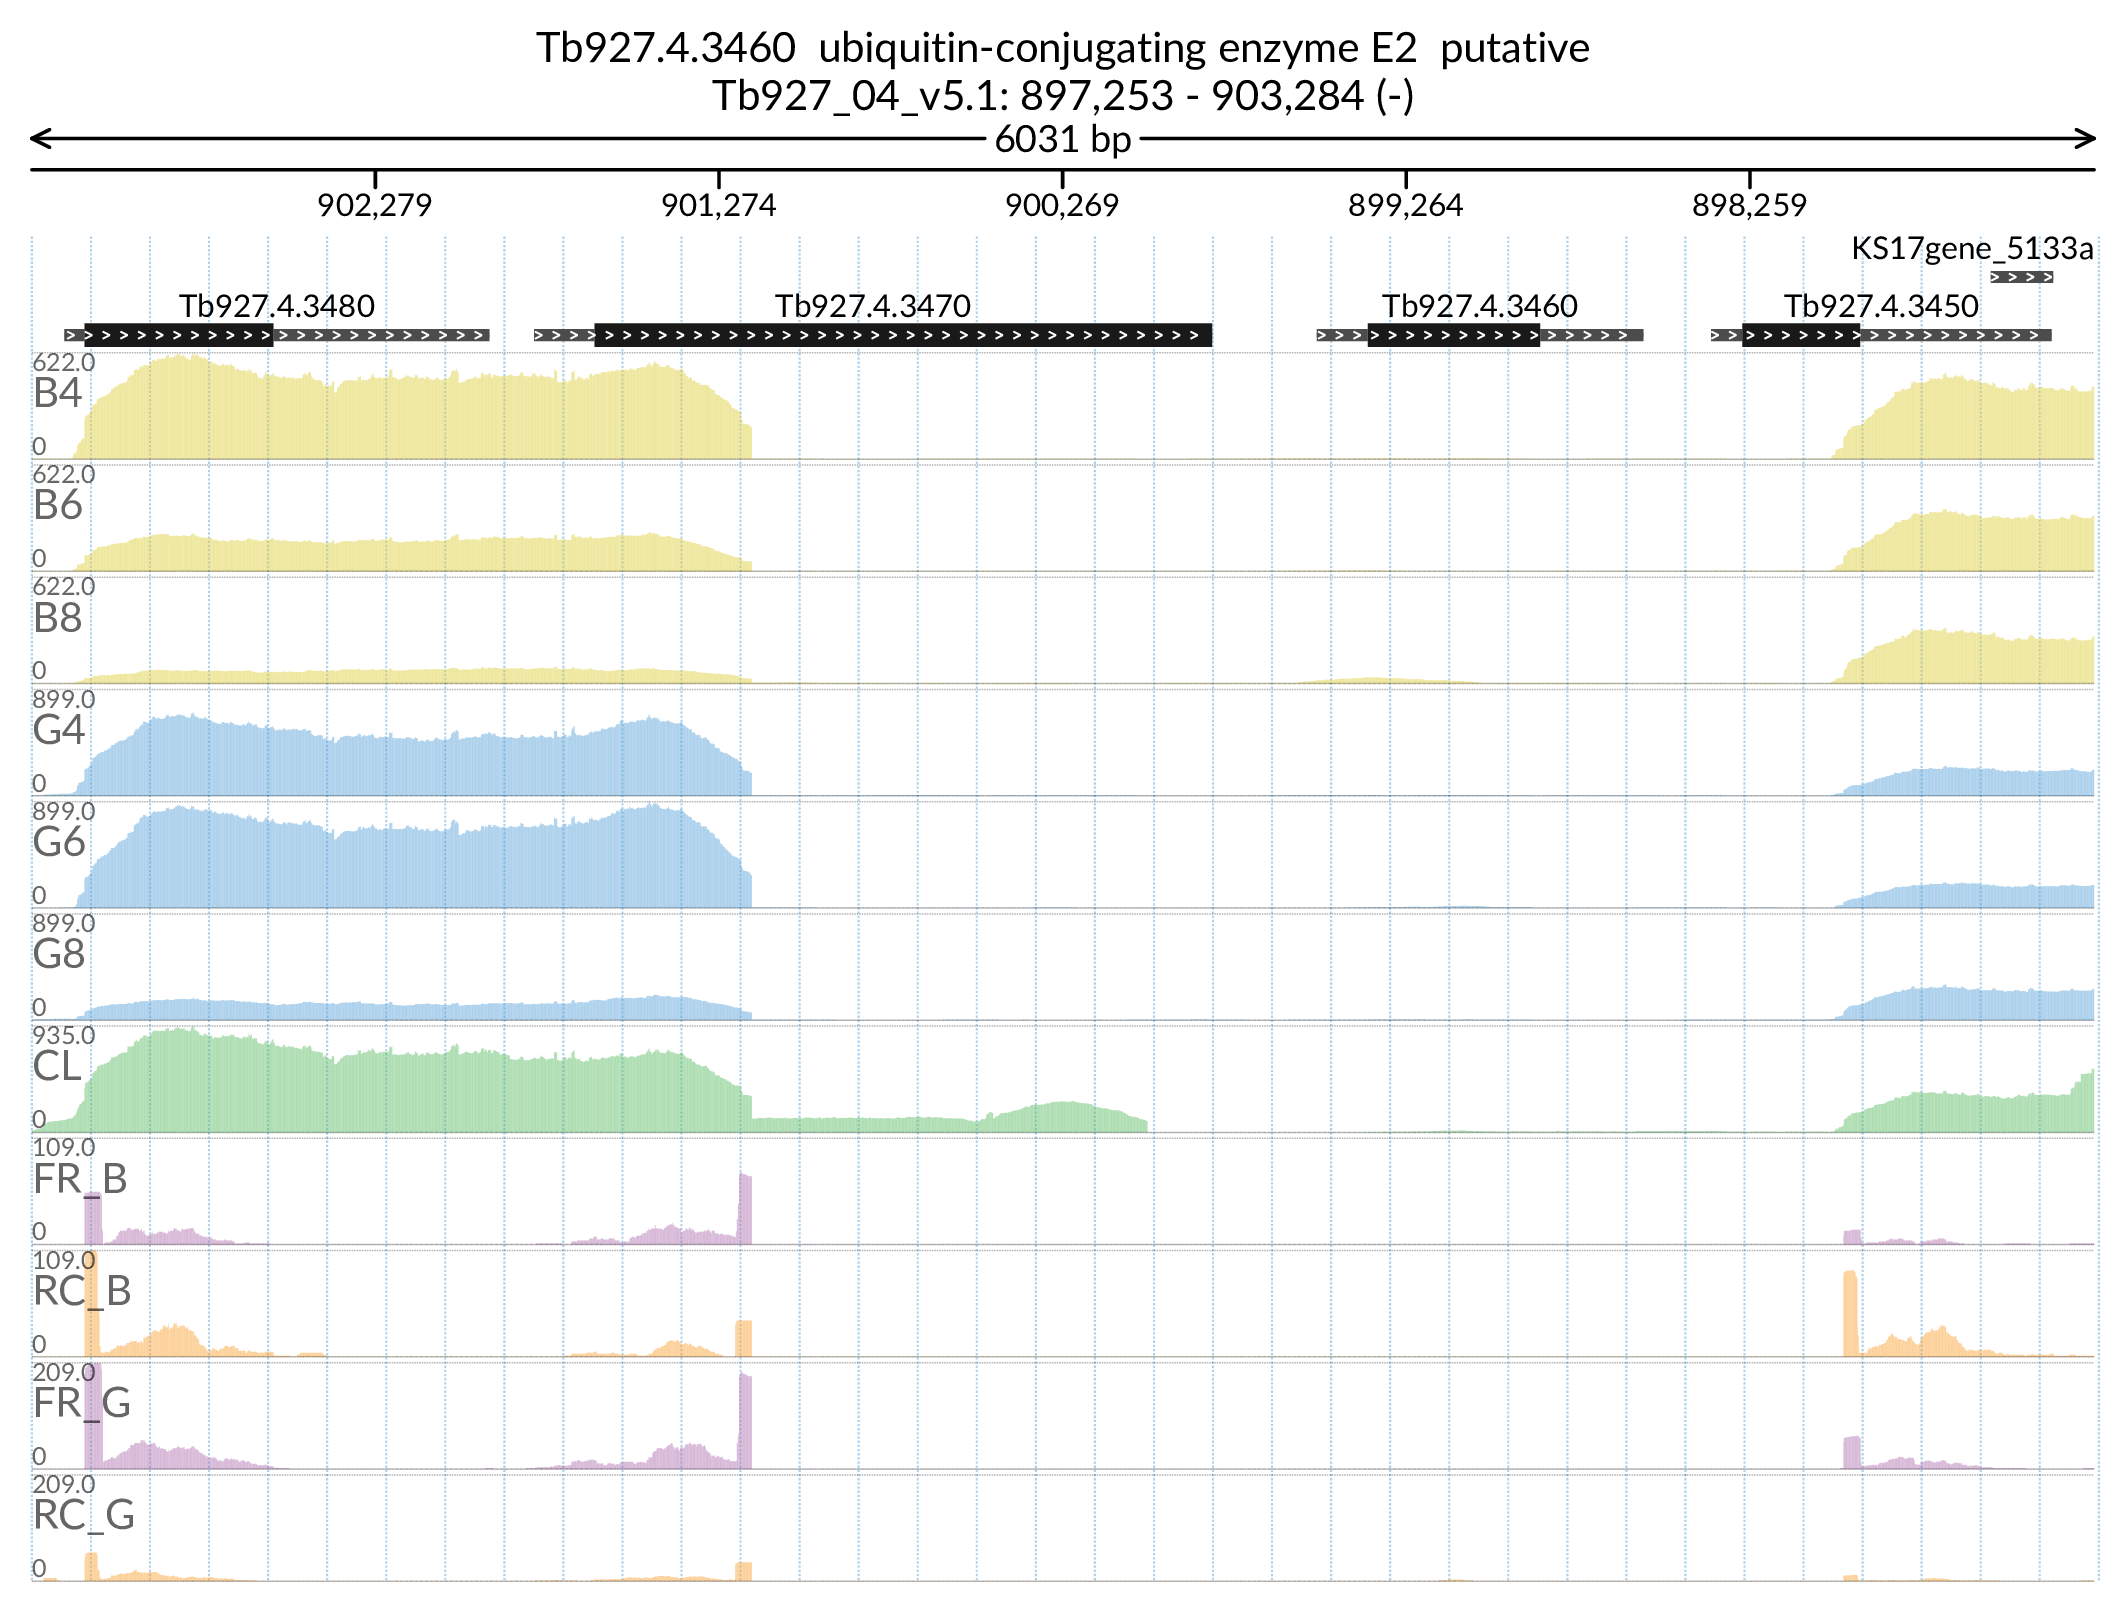 Tb927.4.3460  ubiquitin-conjugating enzyme E2  putative
Tb927_04_v5.1: 897,253 - 903,284 (-)
6031 bp
902,279 901,274 900,269 899,264 898,259
KS17gene_5133a
Tb927.4.3480 Tb927.4.3470 Tb927.4.3460 Tb927.4.3450
622.0
B4
0
622.0
B6
0
622.0
B8
0
899.0
G4
0
899.0
G6
0
899.0
G8
0
935.0
CL
0
109.0
FR_B
0
109.0
RC_B
0
209.0
FR_G
0
209.0
RC_G
0